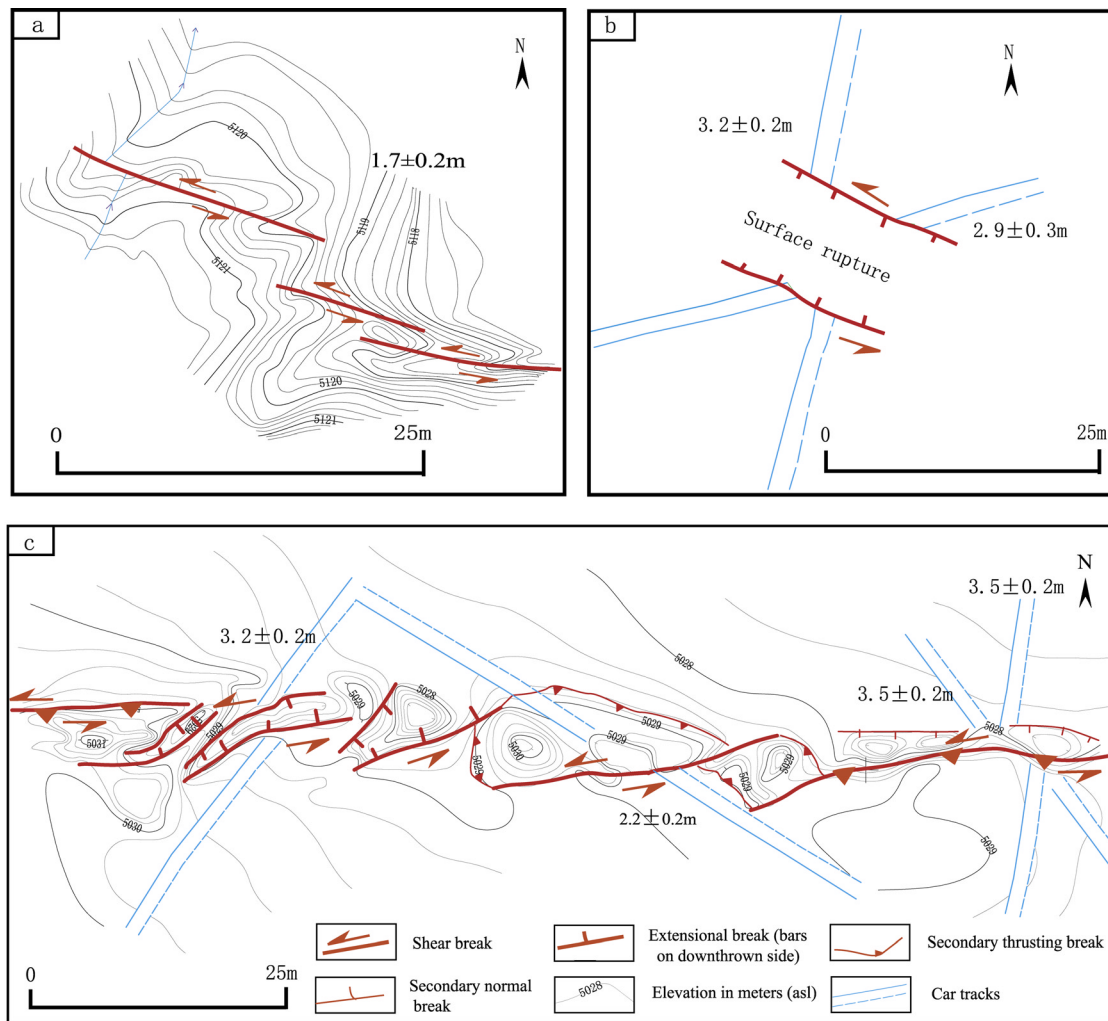 a
N
5120
1.7±0.2m
5119
5118
5121
5120
5121
0
25m
b
N
3.2±0.2m
2.9±0.3m
Surface rupture
0
25m
c
N
3.5±0.2m
3.2±0.2m
5028
3.5±0.2m
5029
5028
5029
5028
5029
5031
5029
5030
5029
5029
5029
5029
5030
2.2±0.2m
5029
0
25m
Shear break
Extensional break (bars
on downthrown side)
Secondary thrusting break
Secondary normal
break
5028
Elevation in meters (asl)
Car tracks